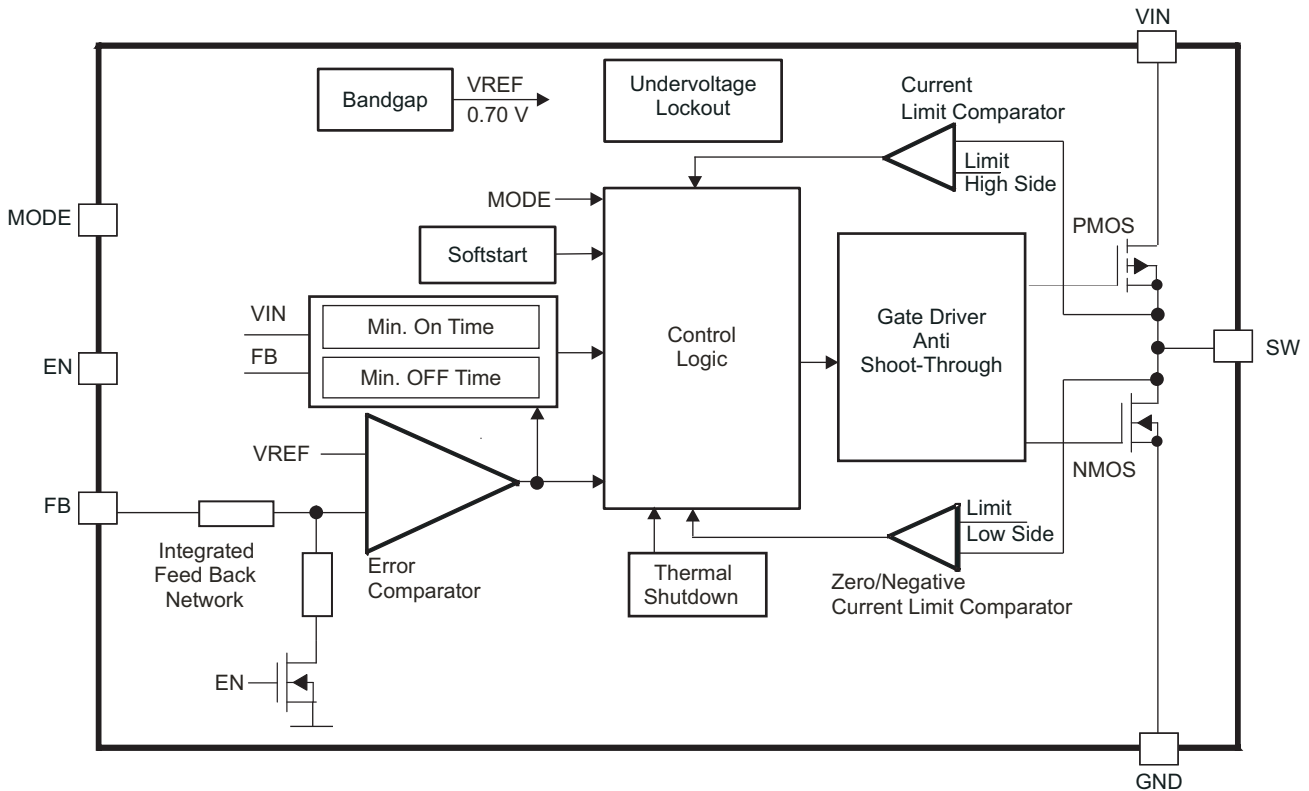 VIN
Bandgap
VREF
0.70 V
Undervoltage
Lockout
Current
Limit Comparator
Limit
High Side
MODE
MODE
Softstart
PMOS
VIN
FB
Min. On Time
Min. OFF Time
Control
Logic
Gate Driver
Anti
Shoot-Through
SW
EN
VREF
NMOS
FB
Integrated
Feed Back
Network
Error
Comparator
Thermal
Shutdown
Limit
Low Side
Zero/Negative
Current Limit Comparator
EN
GND